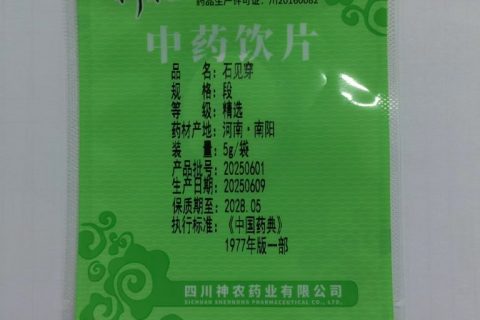 药品生产许可证：川20160082
中药饮片
品 名：石见穿
规 格：段
等 级：精选
药材产地：河南·南阳
装 量：5g/袋
产品批号：20250601
生产日期：20250609
保质期至：2028.05
执行标准：《中国药典》
1977年版一部
四川神农药业有限公司
SICHUAN SHENNONG PHARMACEUTICAL CO., LTD.